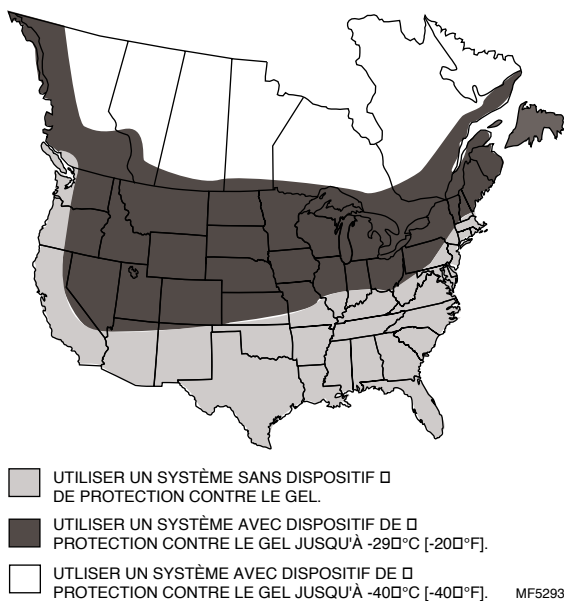 UTILISER UN SYSTÈME SANS DISPOSITIF □
DE PROTECTION CONTRE LE GEL.
UTILISER UN SYSTÈME AVEC DISPOSITIF DE □
PROTECTION CONTRE LE GEL JUSQU'À -29□°C [-20□°F].
UTLISER UN SYSTÈME AVEC DISPOSITIF DE □
PROTECTION CONTRE LE GEL JUSQU'À -40□°C [-40□°F].
MF5293